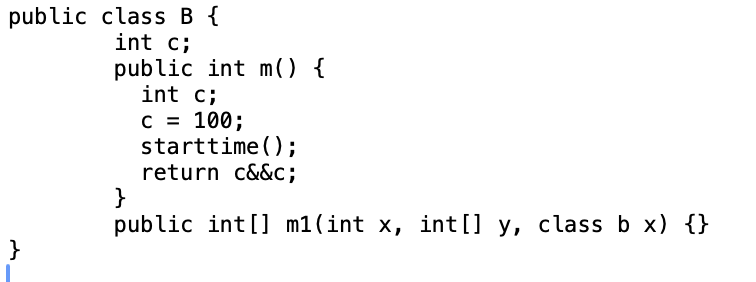 public class B {
        int c;
        public int m() {
          int c;
          c = 100;
          starttime();
          return c&&c;
        }
        public int[] m1(int x, int[] y, class b x) {}
}